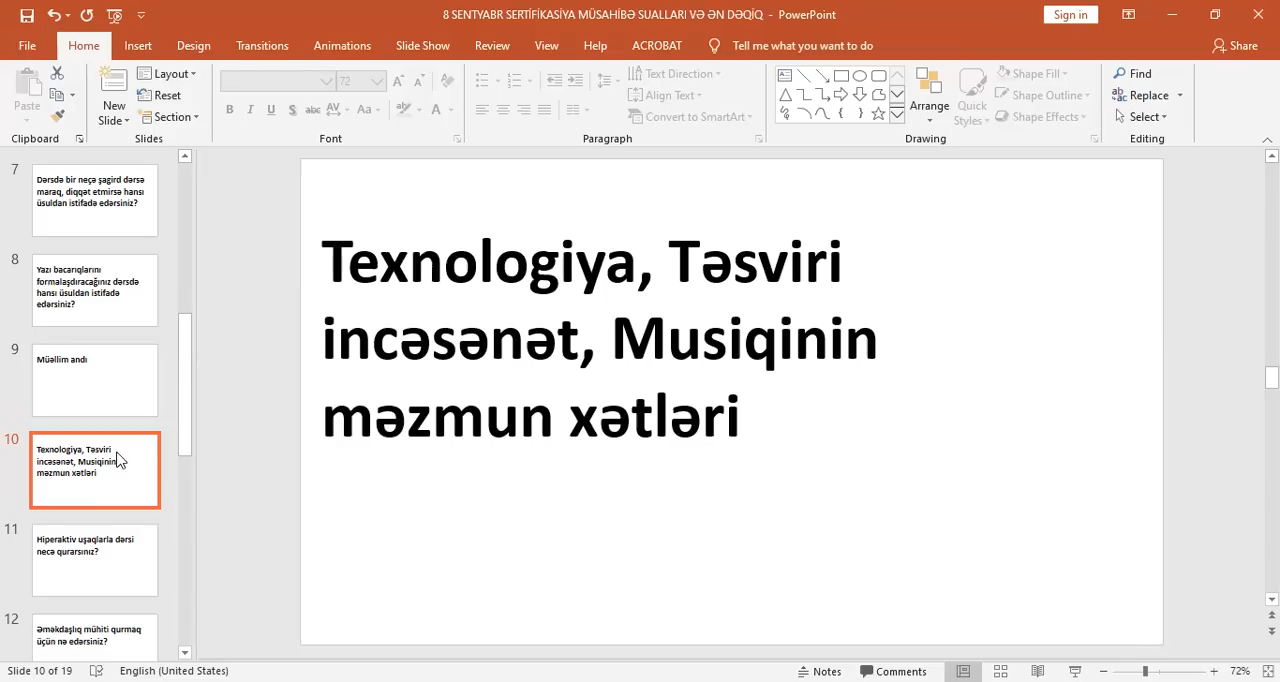 8 SENTYABR SERTİFİKASİYA MÜSAHİBƏ SUALLARI VƏ ƏN DƏQİQ - PowerPoint
Sign in
File Home Insert Design Transitions Animations Slide Show Review View Help ACROBAT Tell me what you want to do Share
Paste
New Slide
Layout
Reset
Section
72
B I U S abc AV Aa A
Text Direction
Align Text
Convert to SmartArt
Arrange
Quick Styles
Shape Fill
Shape Outline
Shape Effects
Find
Replace
Select
Clipboard Slides Font Paragraph Drawing Editing
7
Dərsdə bir neçə şagird dərsə
maraq, diqqət etmirsə hansı
üsuldan istifadə edərsiniz?
8
Yazı bacarıqlarını
formalaşdıracağınız dərsdə
hansı üsuldan istifadə
edərsiniz?
9
Müəllim andı
10
Texnologiya, Təsviri
incəsənət, Musiqinin
məzmun xətləri
11
Hiperaktiv uşaqlarla dərsi
necə qurarsınız?
12
Əməkdaşlıq mühiti qurmaq
üçün nə edərsiniz?
Texnologiya, Təsviri
incəsənət, Musiqinin
məzmun xətləri
Slide 10 of 19 English (United States) Notes Comments 72%